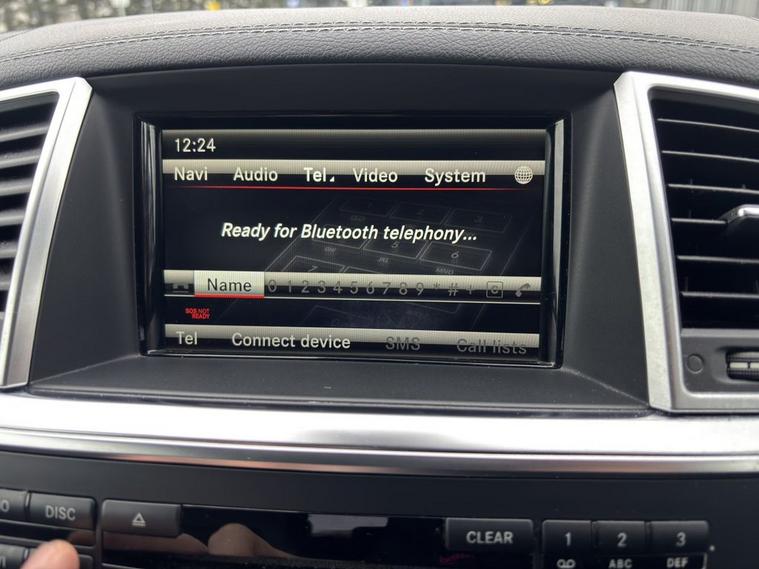 12:24
Navi Audio Tel Video System
Ready for Bluetooth telephony...
Name 0 1 2 3 4 5 6 7 8 9 * # + C
SOS NOT
READY
Tel Connect device SMS Call lists
DISC
CLEAR 1 2 3
ABC DEF